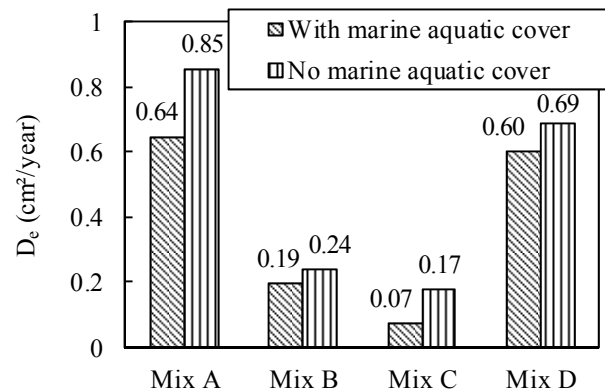 1
With marine aquatic cover
No marine aquatic cover
0.85
0.8
0.64
0.69
0.60
0.6
Dₑ (cm²/year)
0.4
0.19
0.24
0.17
0.2
0.07
0
Mix A
Mix B
Mix C
Mix D